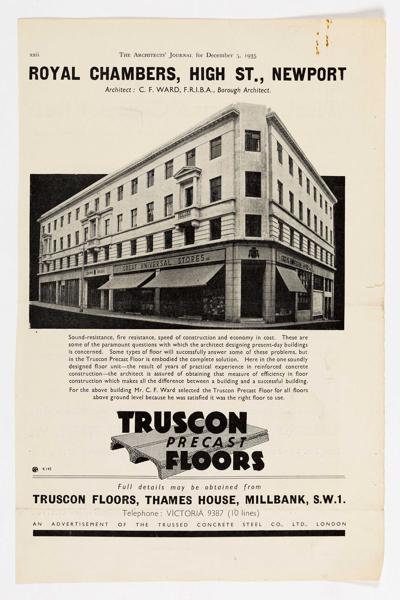 xxii THE ARCHITECTS' JOURNAL for December 5, 1935
ROYAL CHAMBERS, HIGH ST., NEWPORT
Architect: C. F. WARD, F.R.I.B.A., Borough Architect.
GREAT UNIVERSAL STORES
Sound-resistance, fire resistance, speed of construction and economy in cost. These are
some of the paramount questions with which the architect designing present-day buildings
is concerned. Some types of floor will successfully answer some of these problems, but
in the Truscon Precast Floor is embodied the complete solution. Here in the one soundly
designed floor unit—the result of years of practical experience in reinforced concrete
construction—the architect is assured of obtaining that measure of efficiency in floor
construction which makes all the difference between a building and a successful building.
For the above building Mr. C. F. Ward selected the Truscon Precast Floor for all floors
above ground level because he was satisfied it was the right floor to use.
TRUSCON
PRECAST
FLOORS
Full details may be obtained from
TRUSCON FLOORS, THAMES HOUSE, MILLBANK, S.W.1.
Telephone: VICTORIA 9387 (10 lines)
AN ADVERTISEMENT OF THE TRUSSED CONCRETE STEEL CO., LTD., LONDON